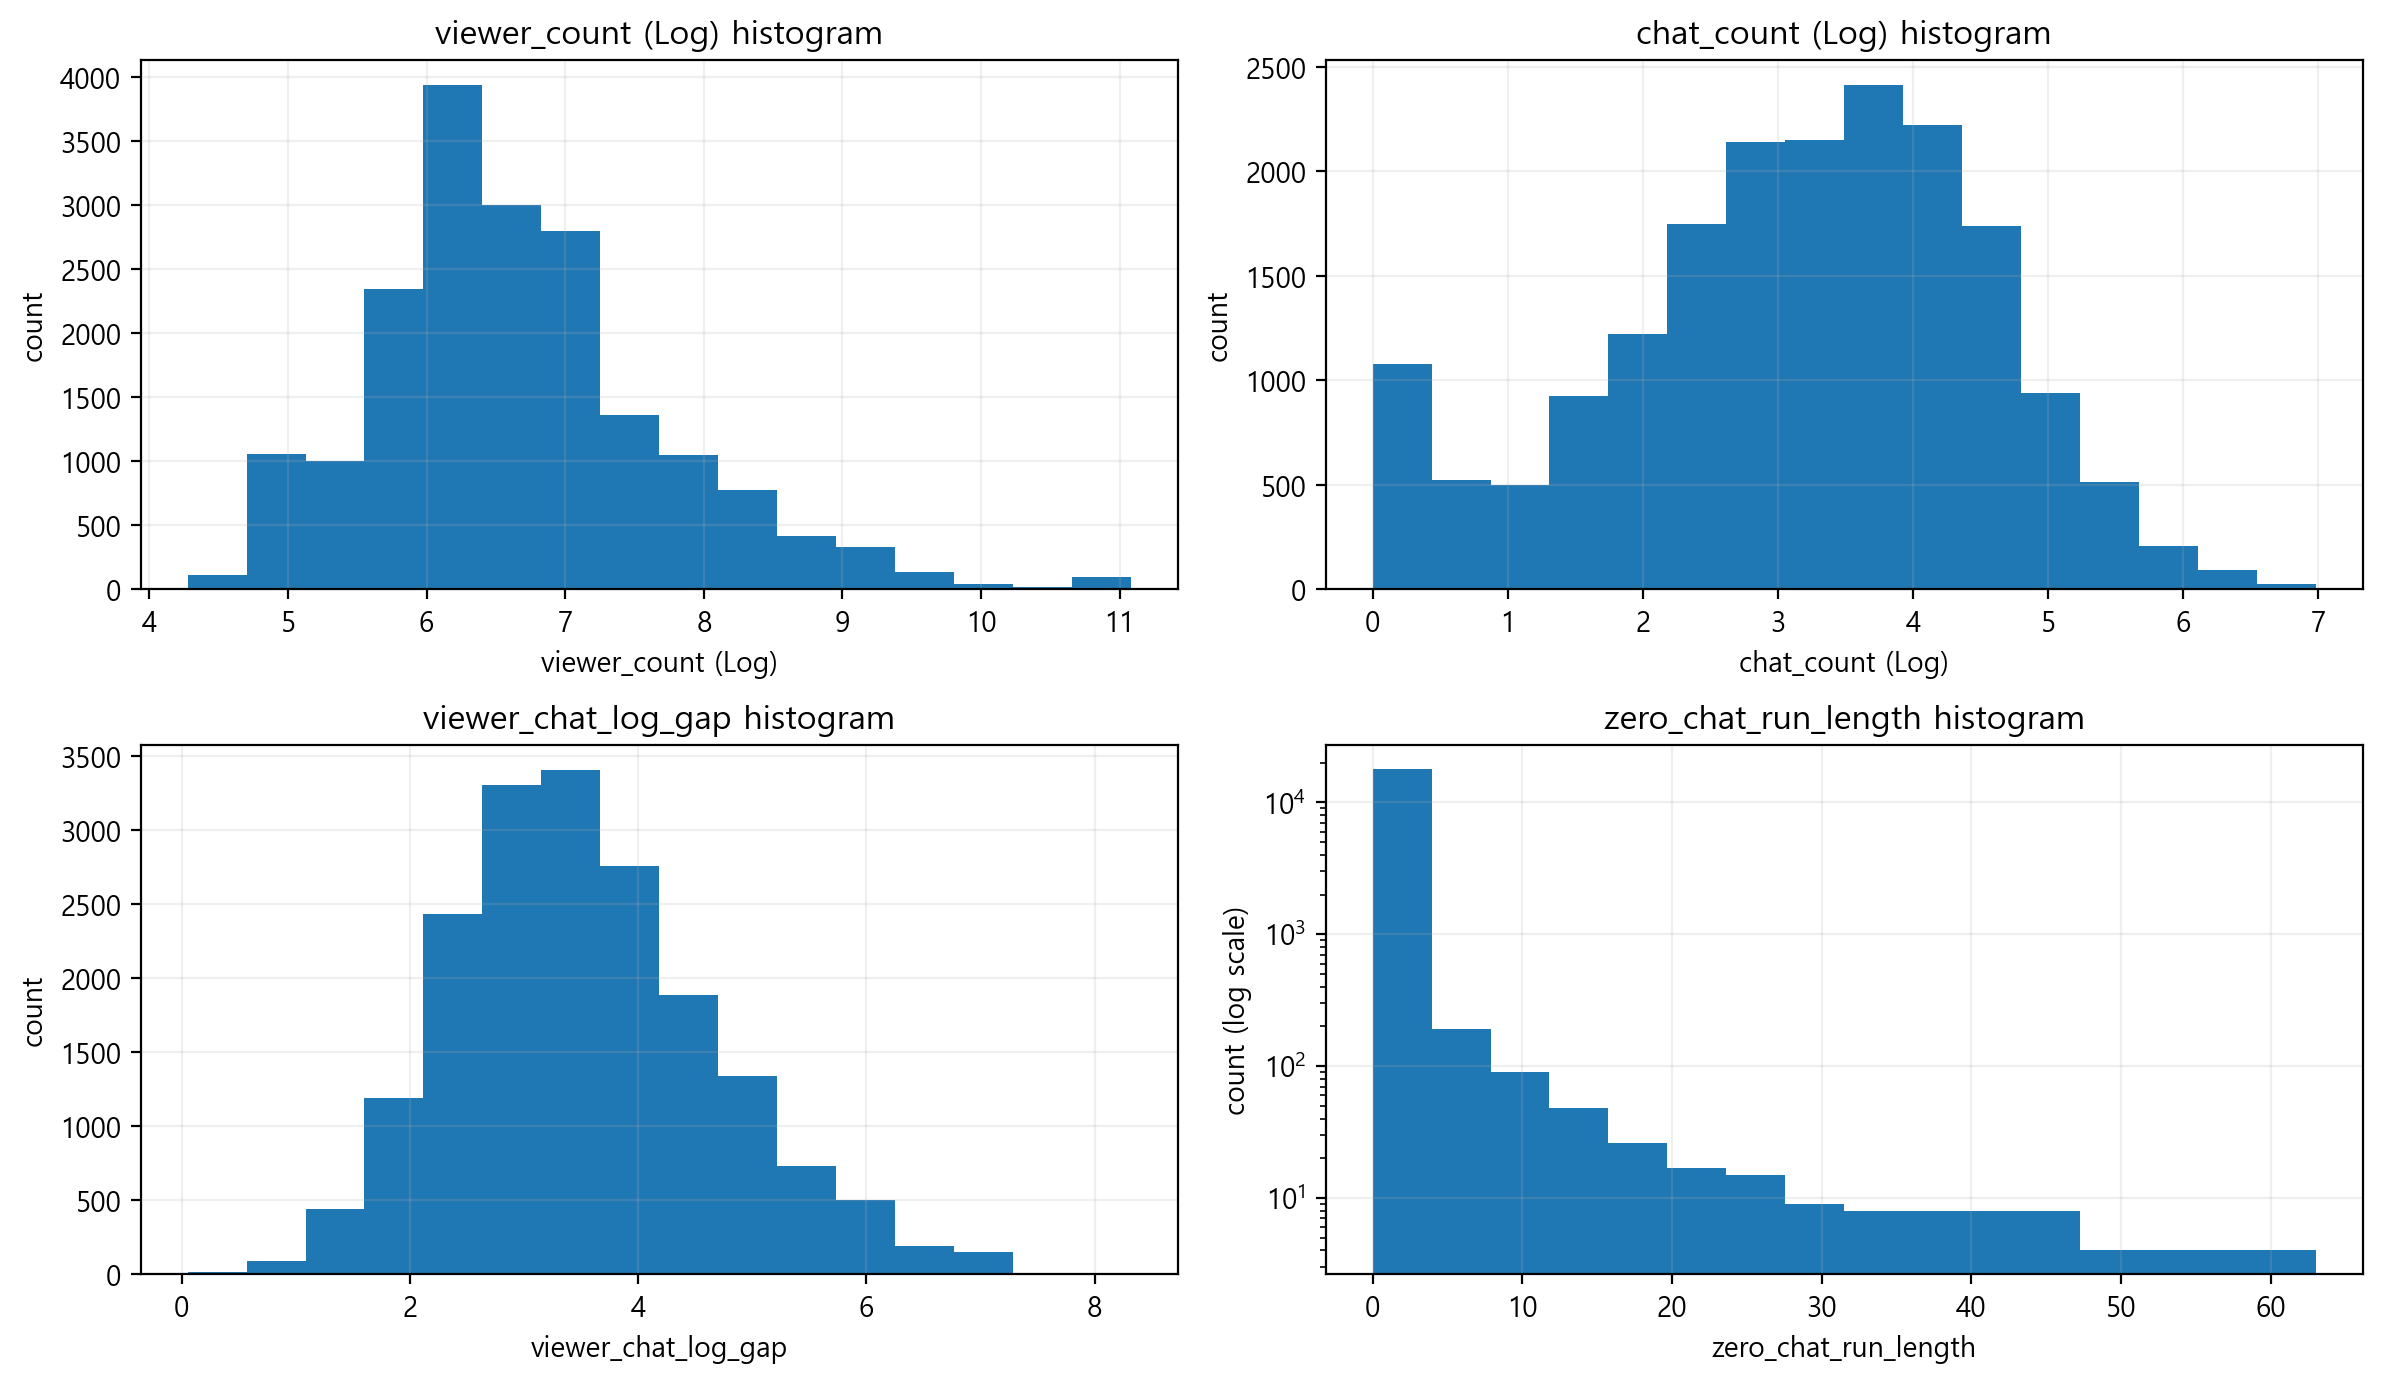 viewer_count (Log) histogram
4000
3500
3000
2500
2000
1500
1000
500
0
count
4 5 6 7 8 9 10 11
viewer_count (Log)
chat_count (Log) histogram
2500
2000
1500
1000
500
0
count
0 1 2 3 4 5 6 7
chat_count (Log)
viewer_chat_log_gap histogram
3500
3000
2500
2000
1500
1000
500
0
count
0 2 4 6 8
viewer_chat_log_gap
zero_chat_run_length histogram
10⁴
10³
10²
10¹
count (log scale)
0 10 20 30 40 50 60
zero_chat_run_length